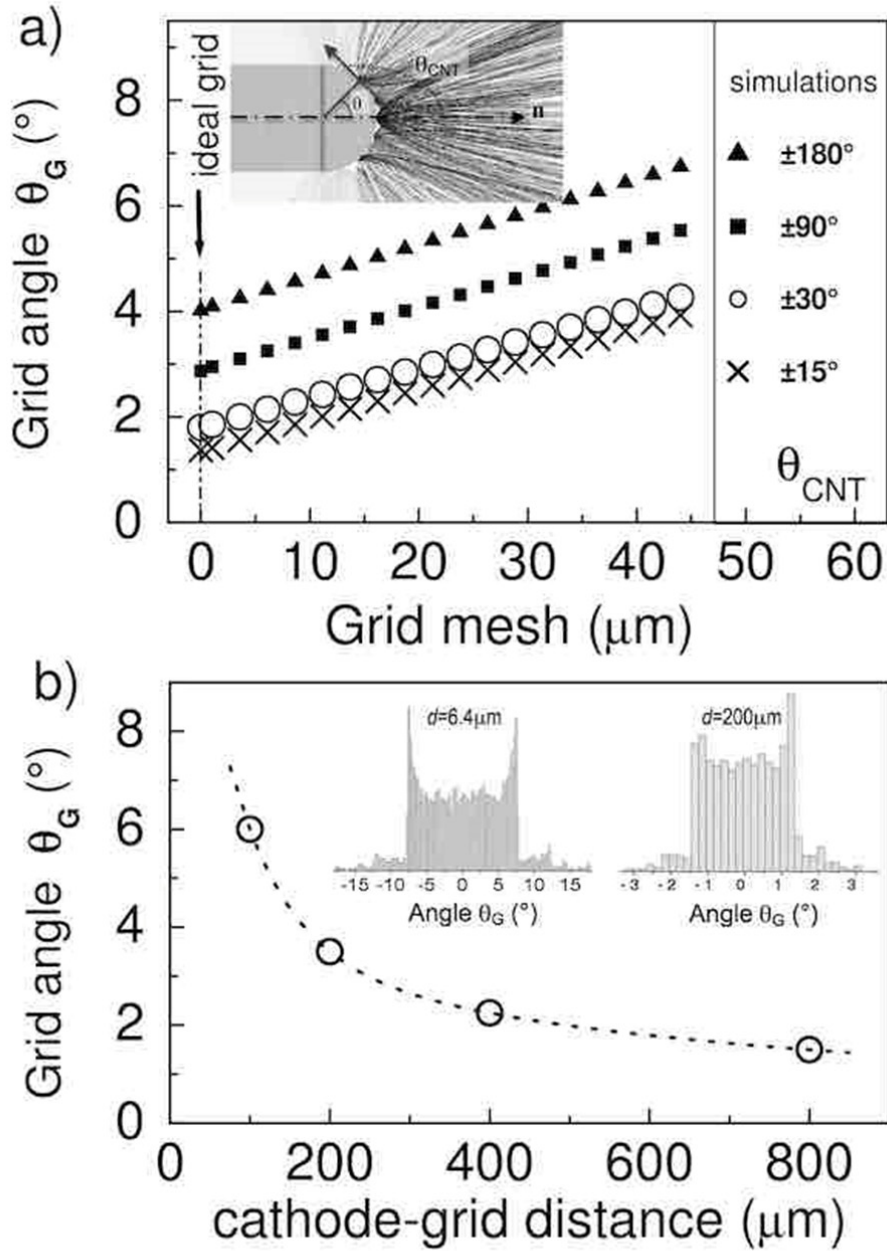 a)
Grid angle θG (°)
8
6
4
2
0
ideal grid
θCNT
θ
n
simulations
±180°
±90°
±30°
±15°
θCNT
0 10 20 30 40 50 60
Grid mesh (μm)
b)
Grid angle θG (°)
8
6
4
2
0
d=6.4μm
-15 -10 -5 0 5 10 15
Angle θG (°)
d=200μm
-3 -2 -1 0 1 2 3
Angle θG (°)
0 200 400 600 800
cathode-grid distance (μm)